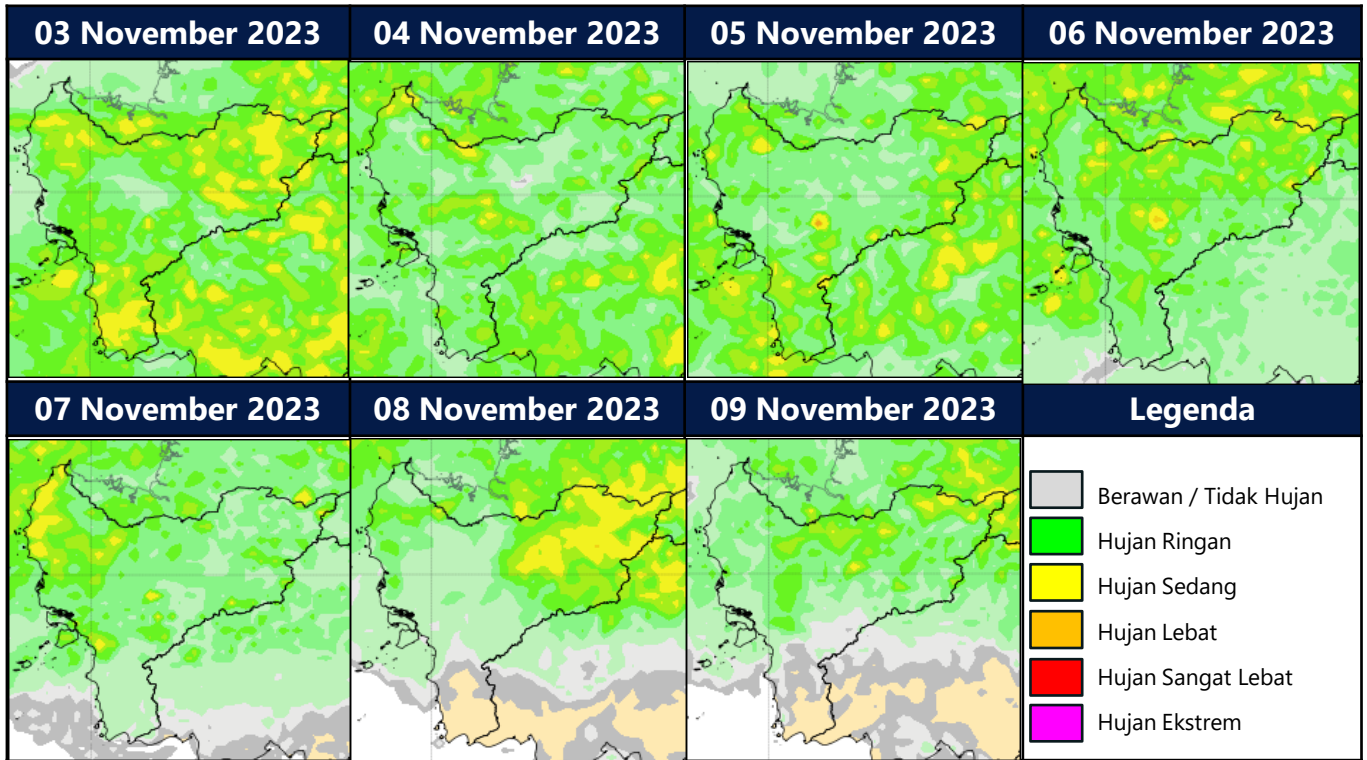 03 November 2023
04 November 2023
05 November 2023
06 November 2023
07 November 2023
08 November 2023
09 November 2023
Legenda
Berawan / Tidak Hujan
Hujan Ringan
Hujan Sedang
Hujan Lebat
Hujan Sangat Lebat
Hujan Ekstrem